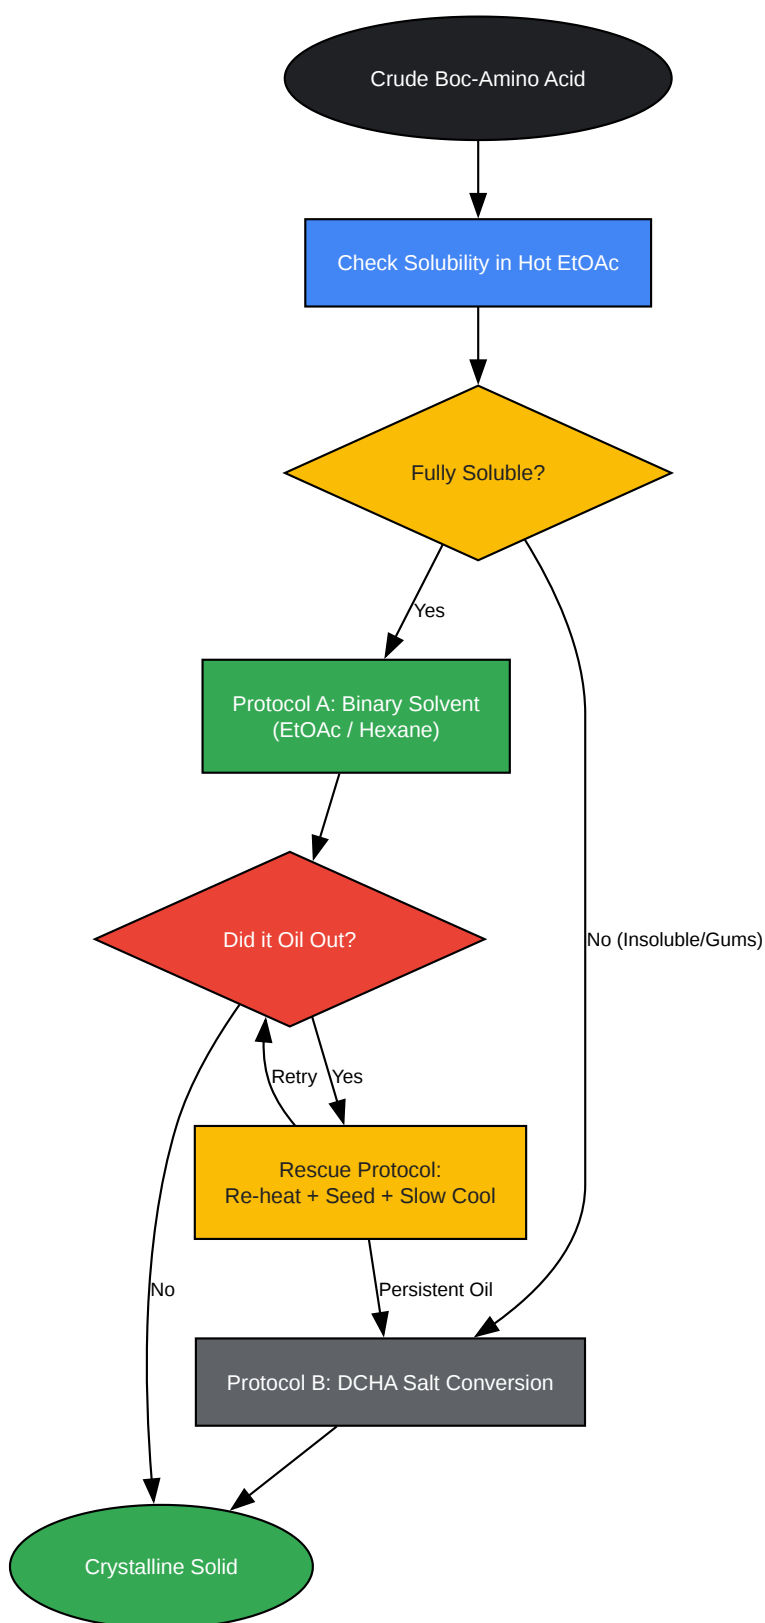 Crude Boc-Amino Acid
Check Solubility in Hot EtOAc
Fully Soluble?
Yes
Protocol A: Binary Solvent
(EtOAc / Hexane)
Did it Oil Out?
No (Insoluble/Gums)
Retry
Yes
Rescue Protocol:
Re-heat + Seed + Slow Cool
No
Persistent Oil
Protocol B: DCHA Salt Conversion
Crystalline Solid